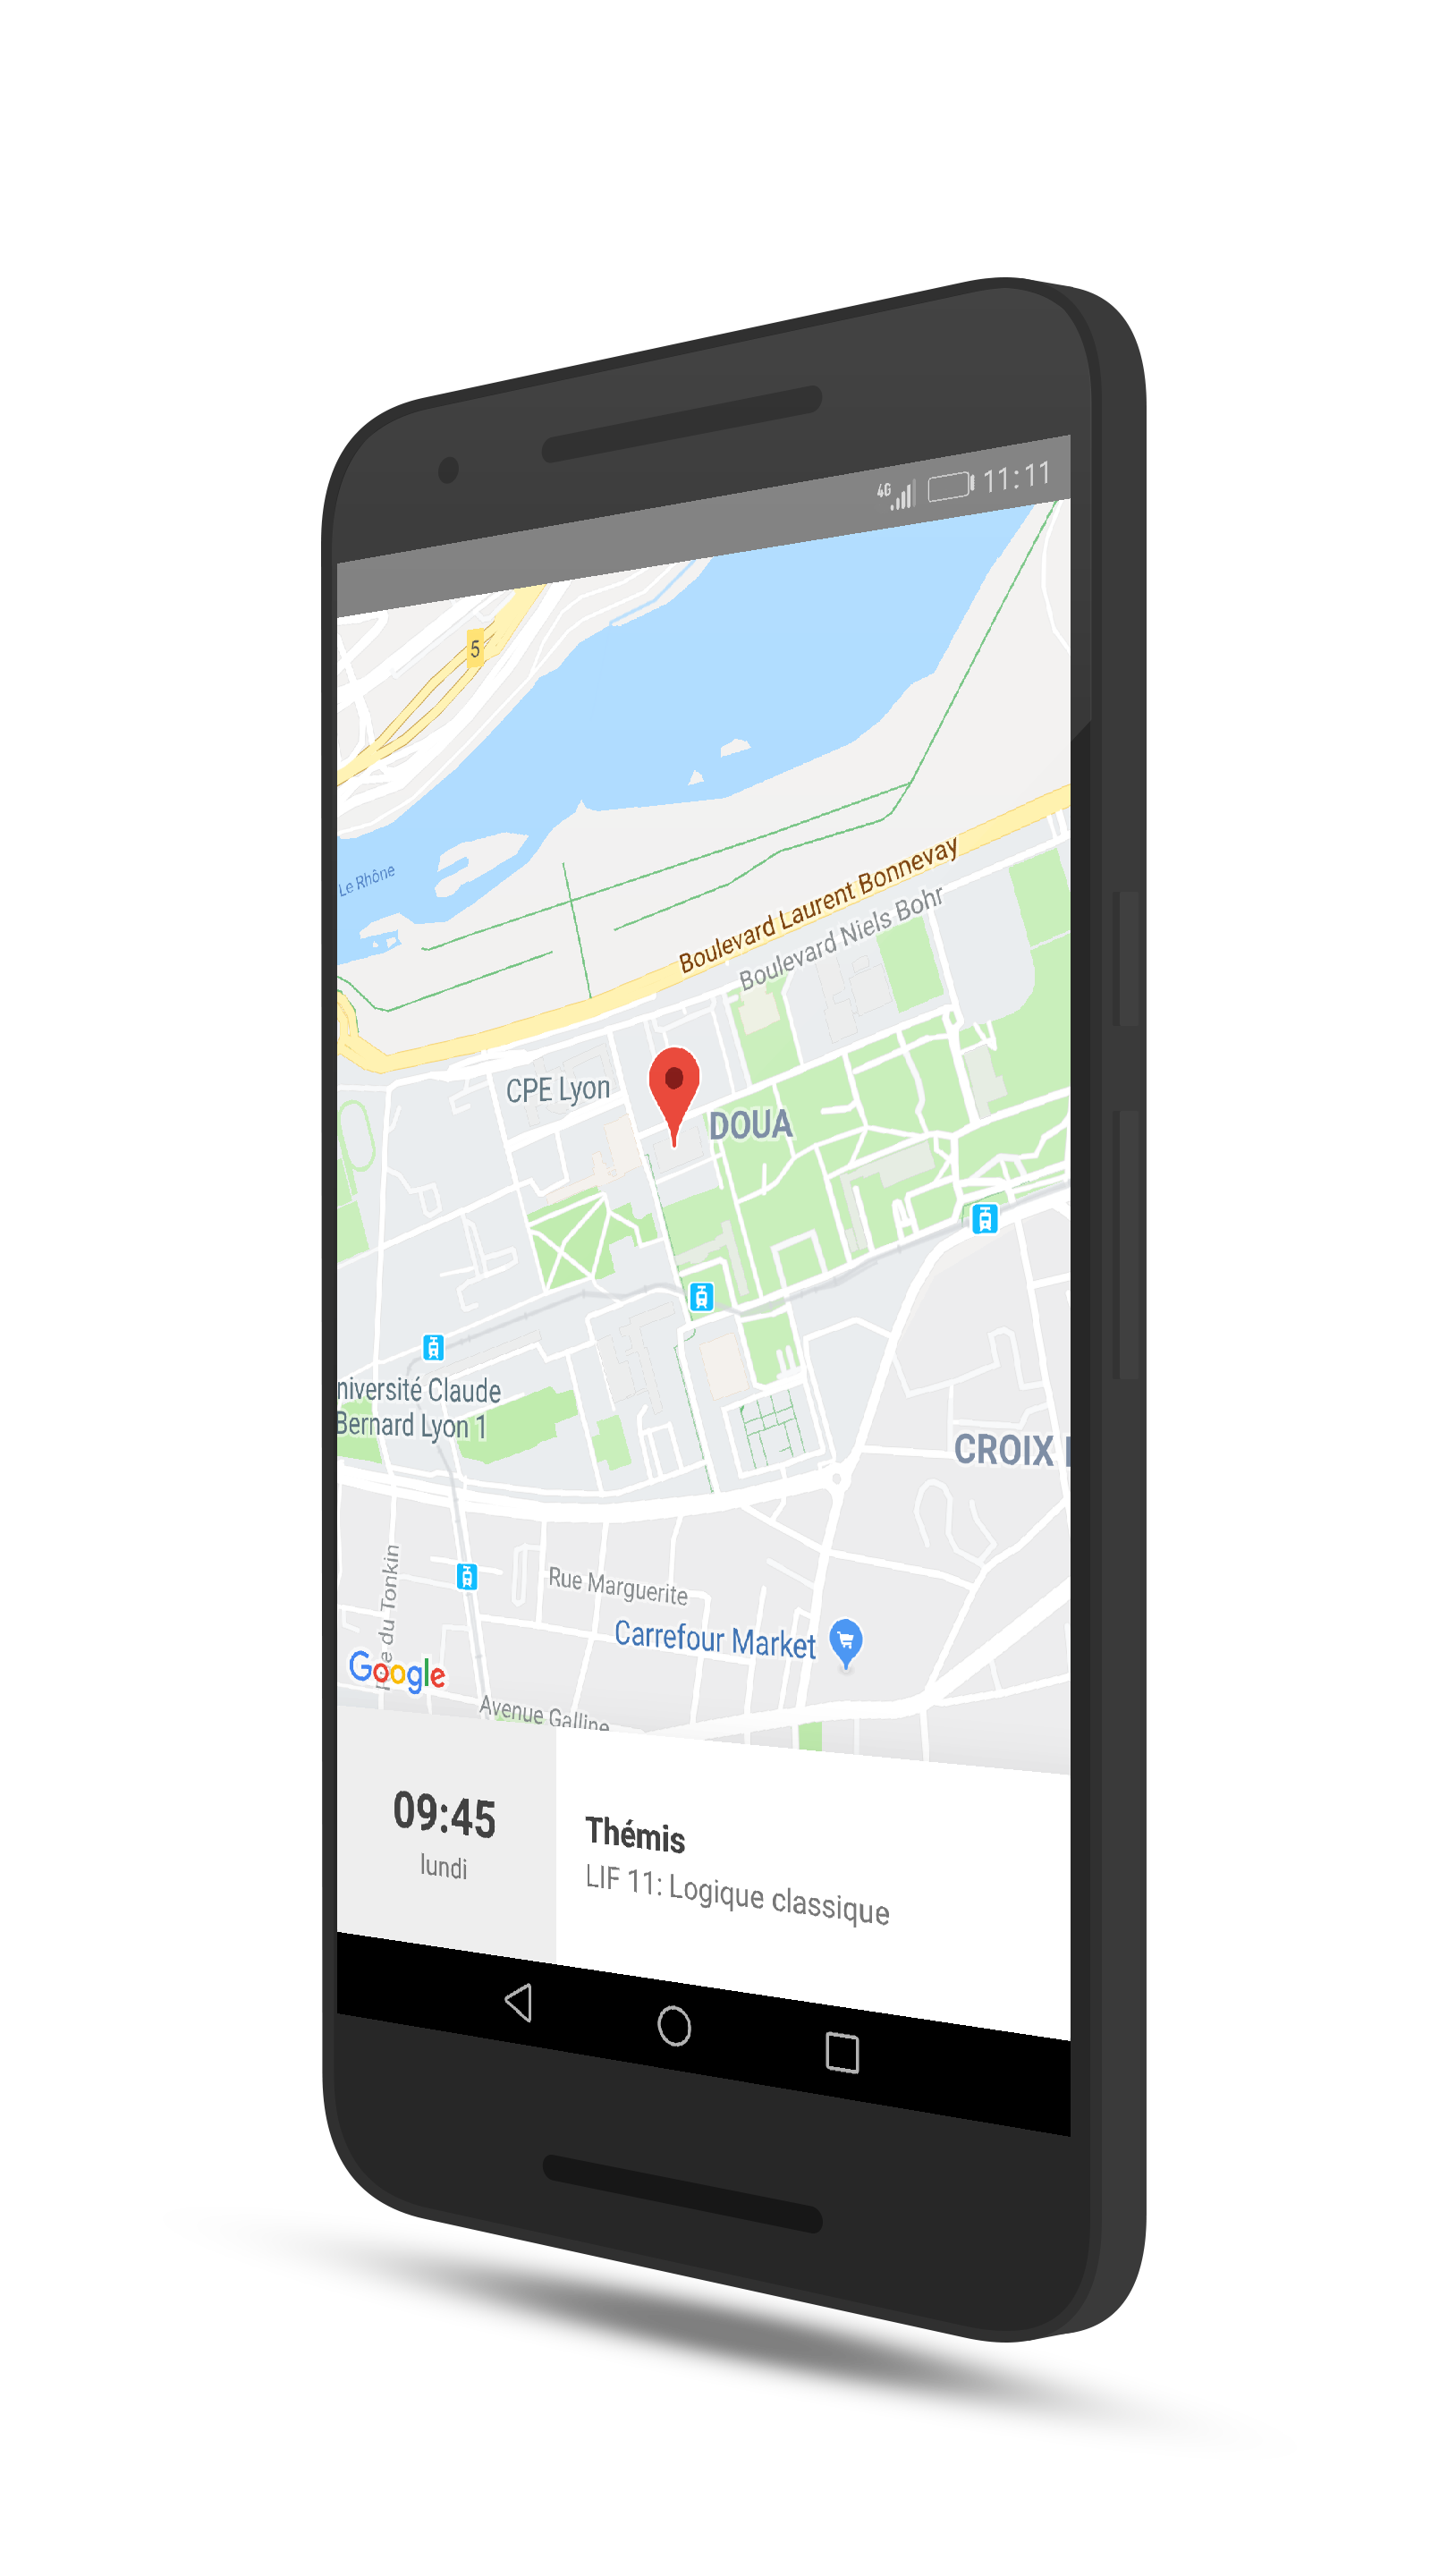 4G 11:11
5
Le Rhône
Boulevard Laurent Bonnevay
Boulevard Niels Bohr
CPE Lyon
DOUA
niversité Claude
Bernard Lyon 1
CROIX
du Tonkin
Rue Marguerite
Carrefour Market
Google
Avenue Galline
09:45
lundi
Thémis
LIF 11: Logique classique